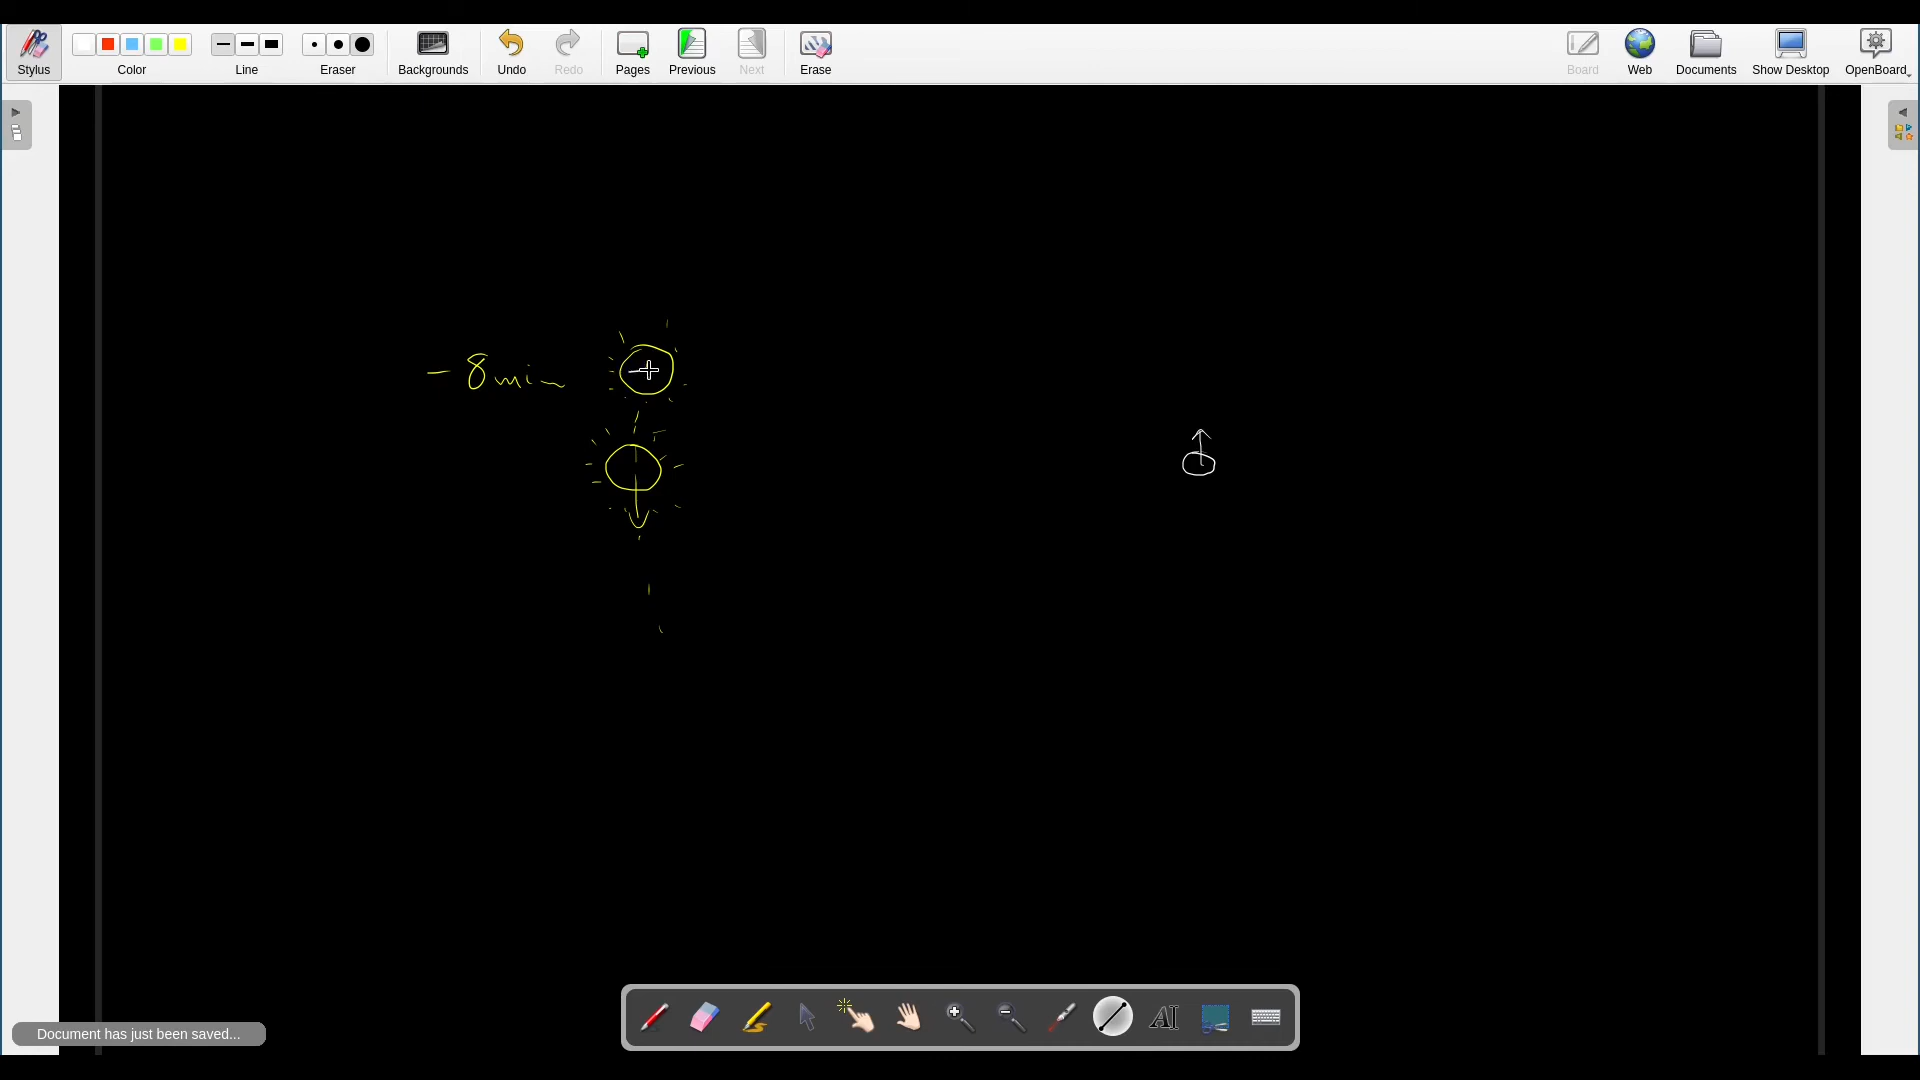 Stylus
Color
Line
Eraser
Backgrounds
Undo
Redo
Pages
Previous
Next
Erase
Board
Web
Documents
Show Desktop
OpenBoard
- 8 min
AI
Document has just been saved...